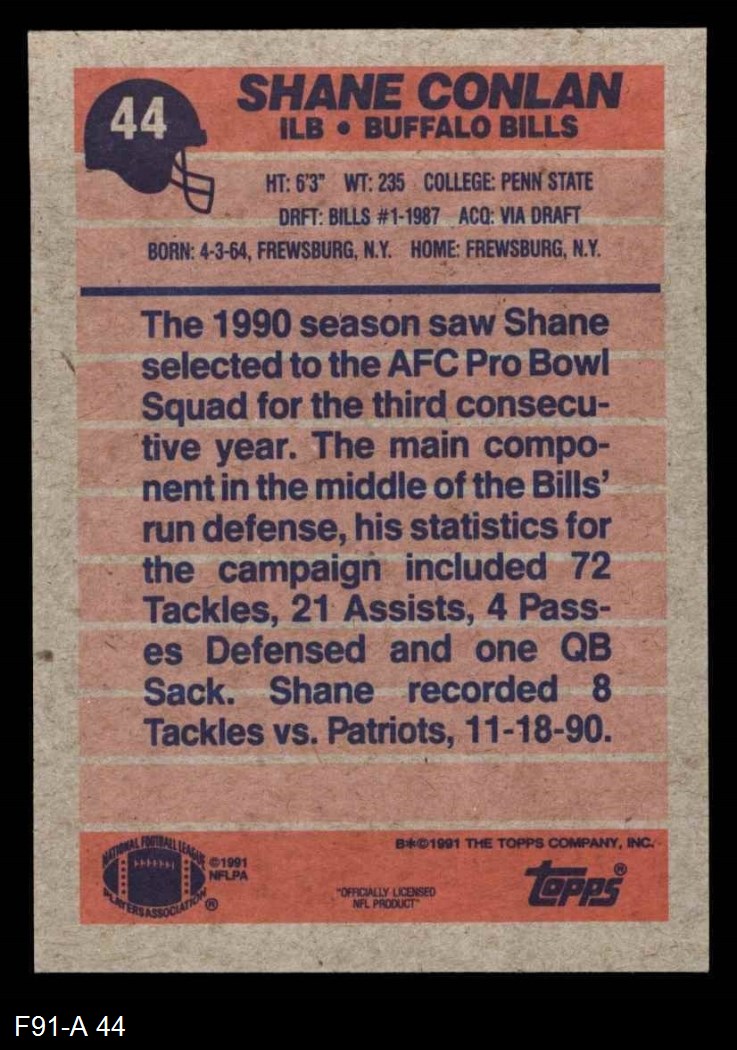 44
SHANE CONLAN
ILB • BUFFALO BILLS
HT: 6'3" WT: 235 COLLEGE: PENN STATE
DRFT: BILLS #1-1987 ACQ: VIA DRAFT
BORN: 4-3-64, FREWSBURG, N.Y. HOME: FREWSBURG, N.Y.
The 1990 season saw Shane
selected to the AFC Pro Bowl
Squad for the third consecu-
tive year. The main compo-
nent in the middle of the Bills'
run defense, his statistics for
the campaign included 72
Tackles, 21 Assists, 4 Pass-
es Defensed and one QB
Sack. Shane recorded 8
Tackles vs. Patriots, 11-18-90.
B*©1991 THE TOPPS COMPANY, INC.
NATIONAL FOOTBALL LEAGUE
PLAYERS ASSOCIATION ®
©1991
NFLPA
"OFFICIALLY LICENSED
NFL PRODUCT"
topps®
F91-A 44